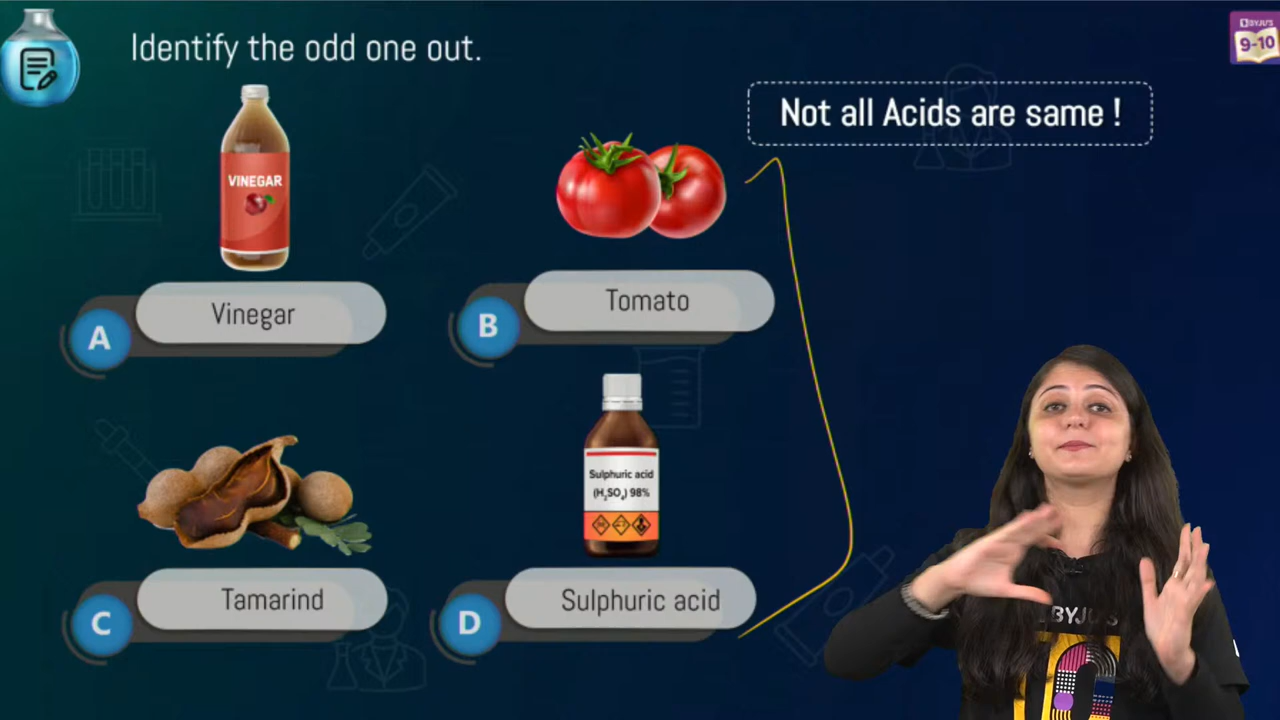 Identify the odd one out.
BYJU'S
9-10
Not all Acids are same !
VINEGAR
A
Vinegar
B
Tomato
Sulphuric acid
(H₂SO₄) 98%
C
Tamarind
D
Sulphuric acid
BYJU'S